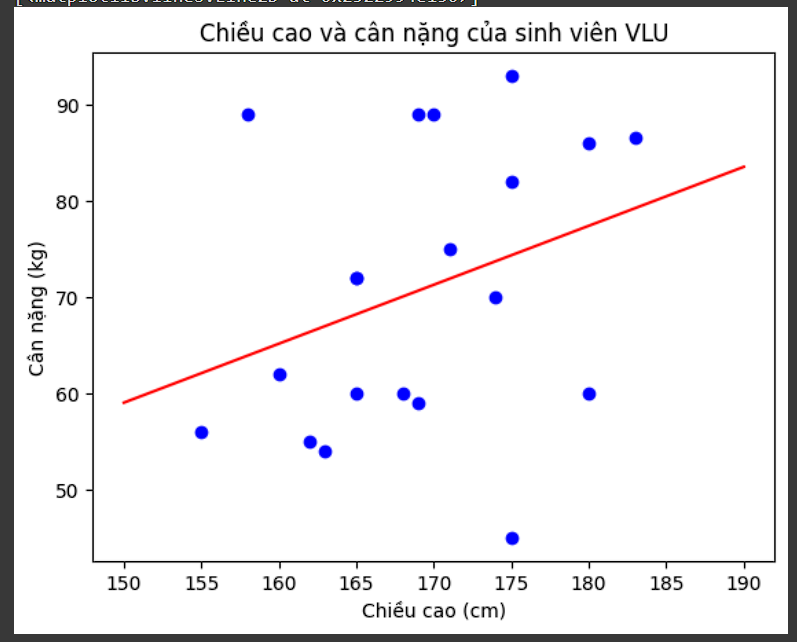 Chiều cao và cân nặng của sinh viên VLU
90
80
70
60
50
Cân nặng (kg)
150 155 160 165 170 175 180 185 190
Chiều cao (cm)